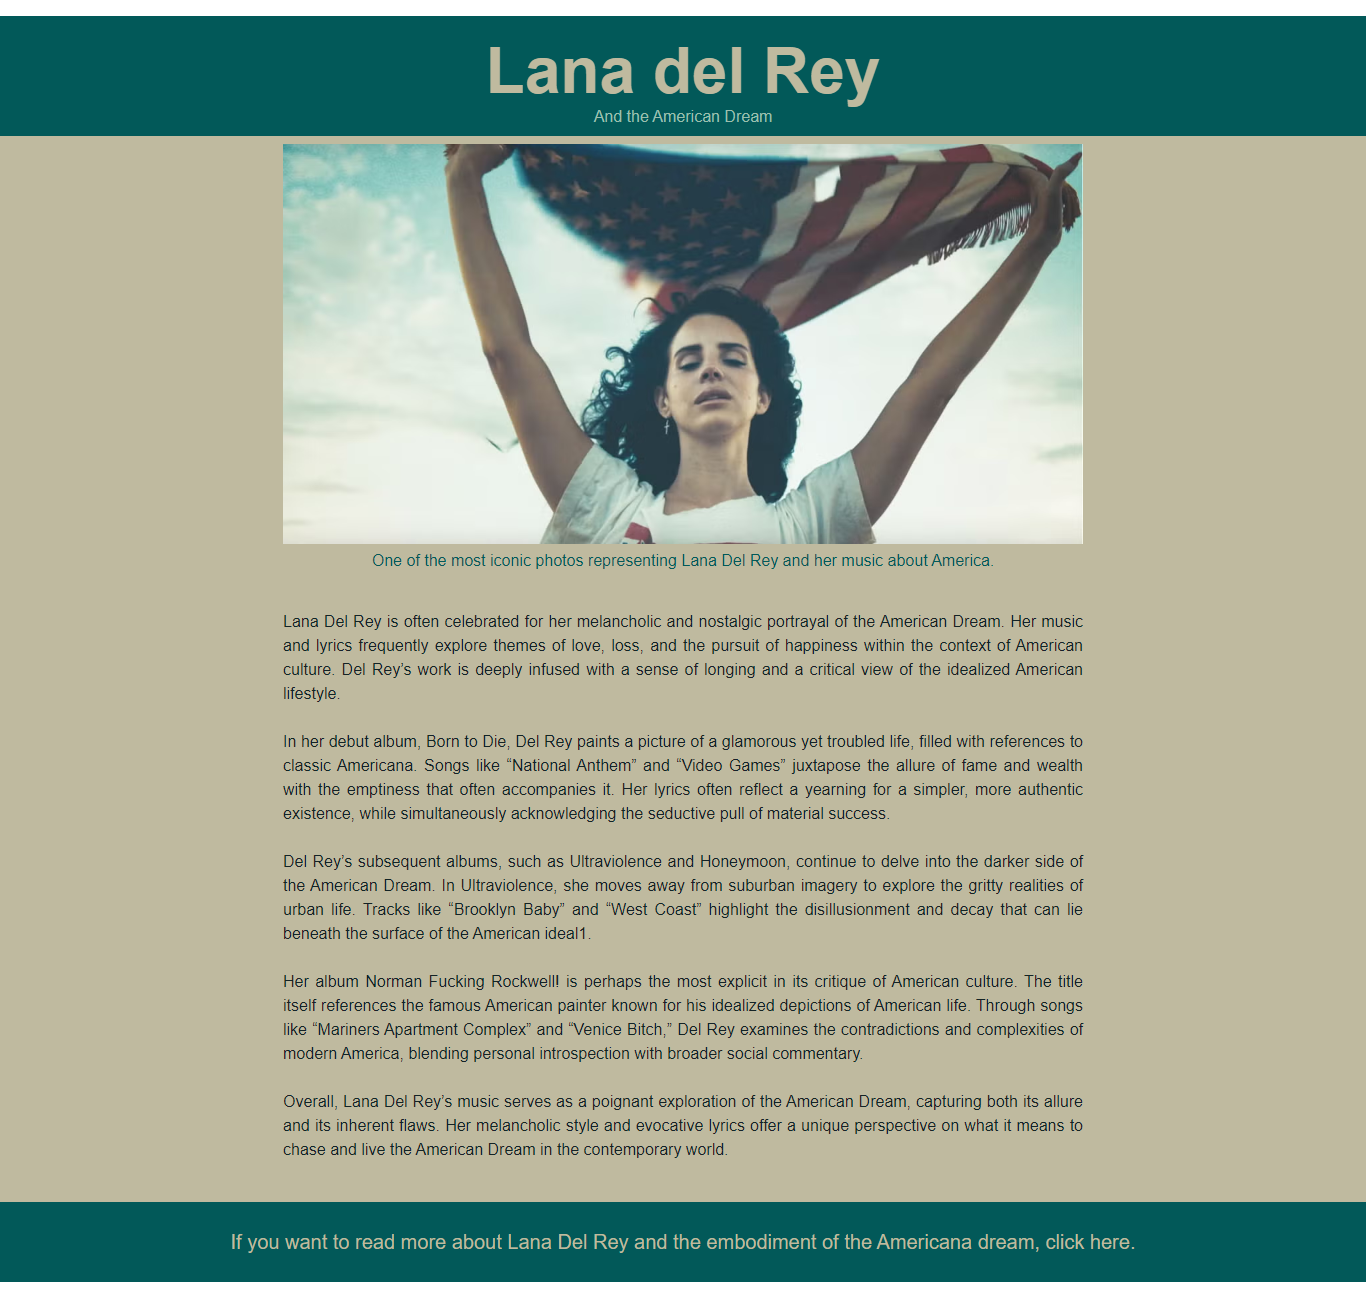 Lana del Rey
And the American Dream
One of the most iconic photos representing Lana Del Rey and her music about America.
Lana Del Rey is often celebrated for her melancholic and nostalgic portrayal of the American Dream. Her music
and lyrics frequently explore themes of love, loss, and the pursuit of happiness within the context of American
culture. Del Rey’s work is deeply infused with a sense of longing and a critical view of the idealized American
lifestyle.
In her debut album, Born to Die, Del Rey paints a picture of a glamorous yet troubled life, filled with references to
classic Americana. Songs like “National Anthem” and “Video Games” juxtapose the allure of fame and wealth
with the emptiness that often accompanies it. Her lyrics often reflect a yearning for a simpler, more authentic
existence, while simultaneously acknowledging the seductive pull of material success.
Del Rey’s subsequent albums, such as Ultraviolence and Honeymoon, continue to delve into the darker side of
the American Dream. In Ultraviolence, she moves away from suburban imagery to explore the gritty realities of
urban life. Tracks like “Brooklyn Baby” and “West Coast” highlight the disillusionment and decay that can lie
beneath the surface of the American ideal1.
Her album Norman Fucking Rockwell! is perhaps the most explicit in its critique of American culture. The title
itself references the famous American painter known for his idealized depictions of American life. Through songs
like “Mariners Apartment Complex” and “Venice Bitch,” Del Rey examines the contradictions and complexities of
modern America, blending personal introspection with broader social commentary.
Overall, Lana Del Rey’s music serves as a poignant exploration of the American Dream, capturing both its allure
and its inherent flaws. Her melancholic style and evocative lyrics offer a unique perspective on what it means to
chase and live the American Dream in the contemporary world.
If you want to read more about Lana Del Rey and the embodiment of the Americana dream, click here.